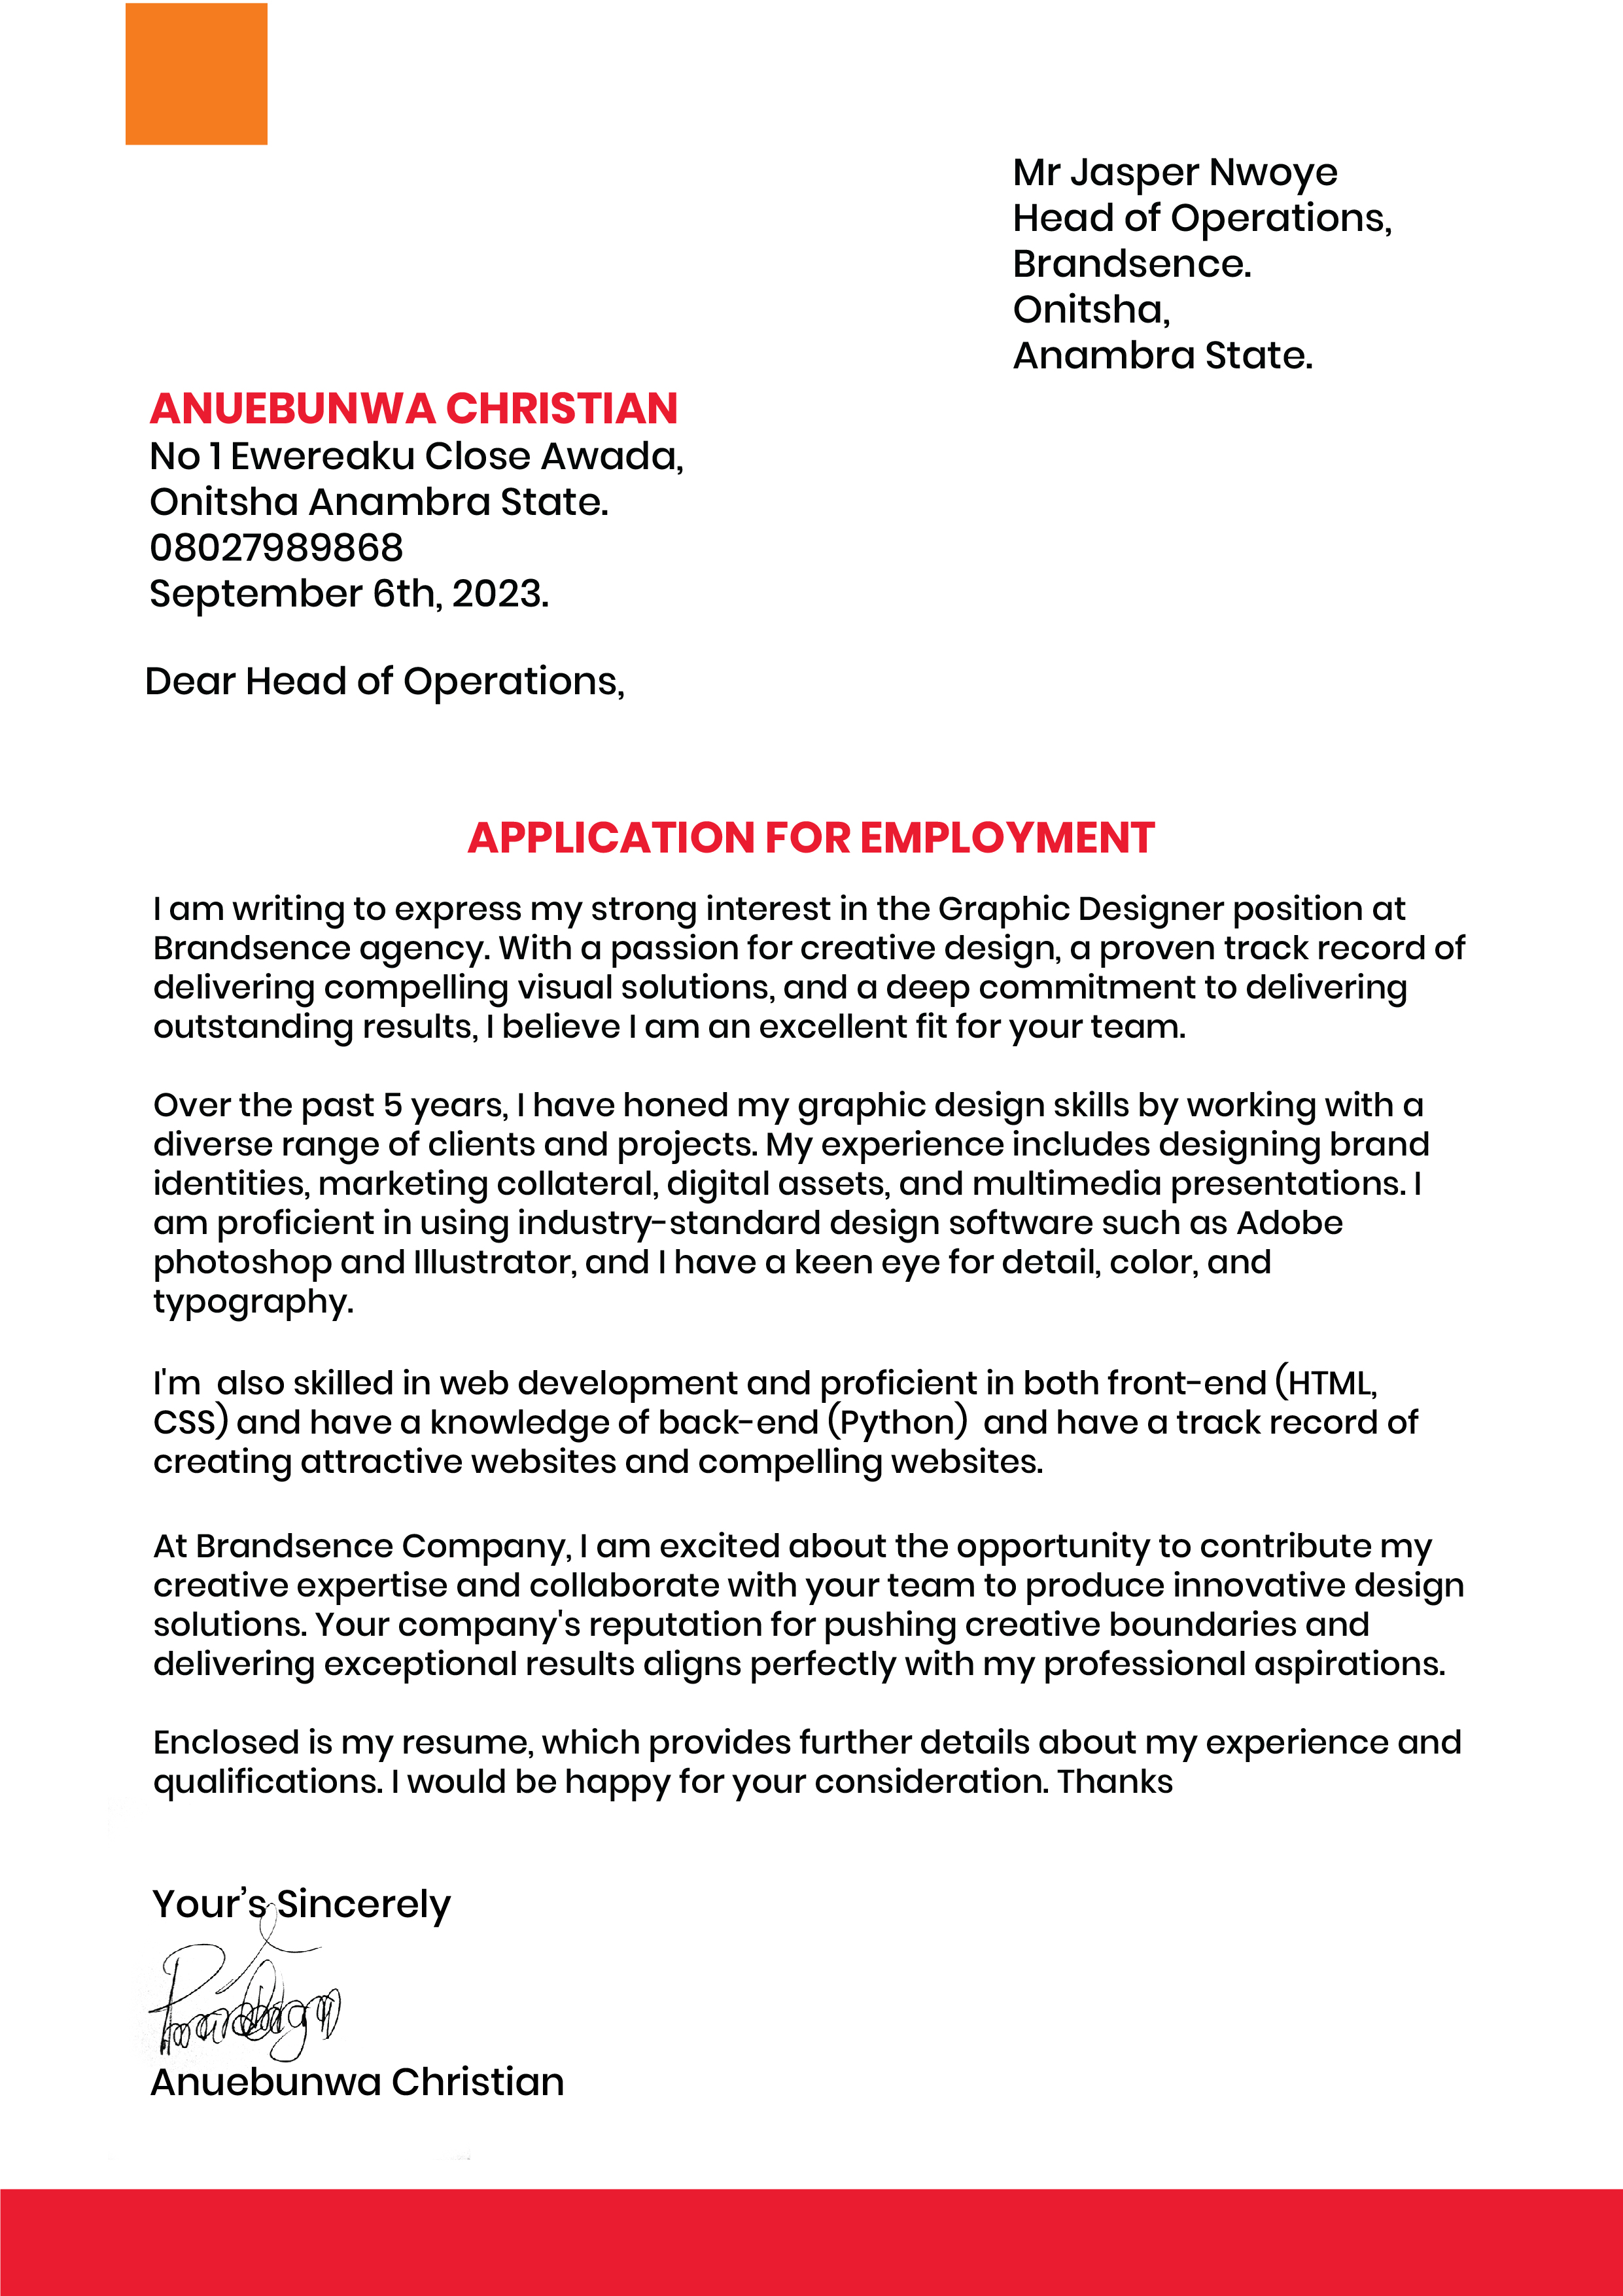 Mr Jasper Nwoye
Head of Operations,
Brandsence.
Onitsha,
Anambra State.
ANUEBUNWA CHRISTIAN
No 1 Ewereaku Close Awada,
Onitsha Anambra State.
08027989868
September 6th, 2023.
Dear Head of Operations,
APPLICATION FOR EMPLOYMENT
I am writing to express my strong interest in the Graphic Designer position at
Brandsence agency. With a passion for creative design, a proven track record of
delivering compelling visual solutions, and a deep commitment to delivering
outstanding results, I believe I am an excellent fit for your team.
Over the past 5 years, I have honed my graphic design skills by working with a
diverse range of clients and projects. My experience includes designing brand
identities, marketing collateral, digital assets, and multimedia presentations. I
am proficient in using industry-standard design software such as Adobe
photoshop and Illustrator, and I have a keen eye for detail, color, and
typography.
I'm  also skilled in web development and proficient in both front-end (HTML,
CSS) and have a knowledge of back-end (Python)  and have a track record of
creating attractive websites and compelling websites.
At Brandsence Company, I am excited about the opportunity to contribute my
creative expertise and collaborate with your team to produce innovative design
solutions. Your company's reputation for pushing creative boundaries and
delivering exceptional results aligns perfectly with my professional aspirations.
Enclosed is my resume, which provides further details about my experience and
qualifications. I would be happy for your consideration. Thanks
Your’s Sincerely
Anuebunwa Christian